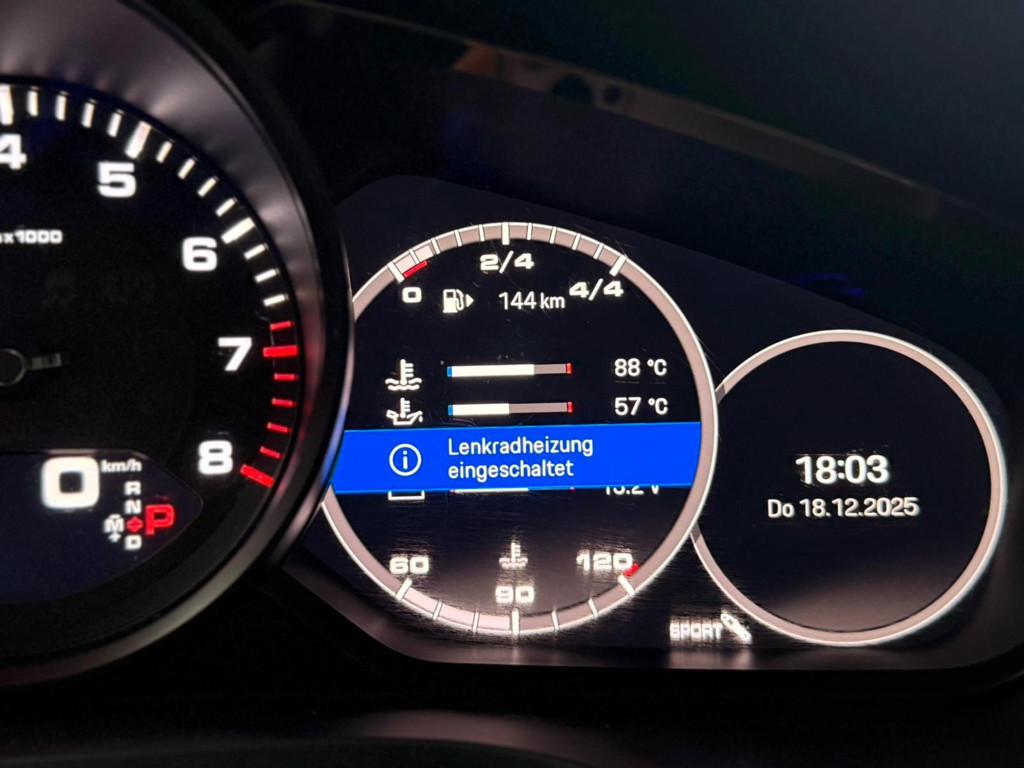 4
5
x1000
6
7
8
0 km/h
R
N
M P
D
2/4
0 4/4
144 km
88 °C
57 °C
Lenkradheizung
eingeschaltet
60 120
90
SPORT
18:03
Do 18.12.2025